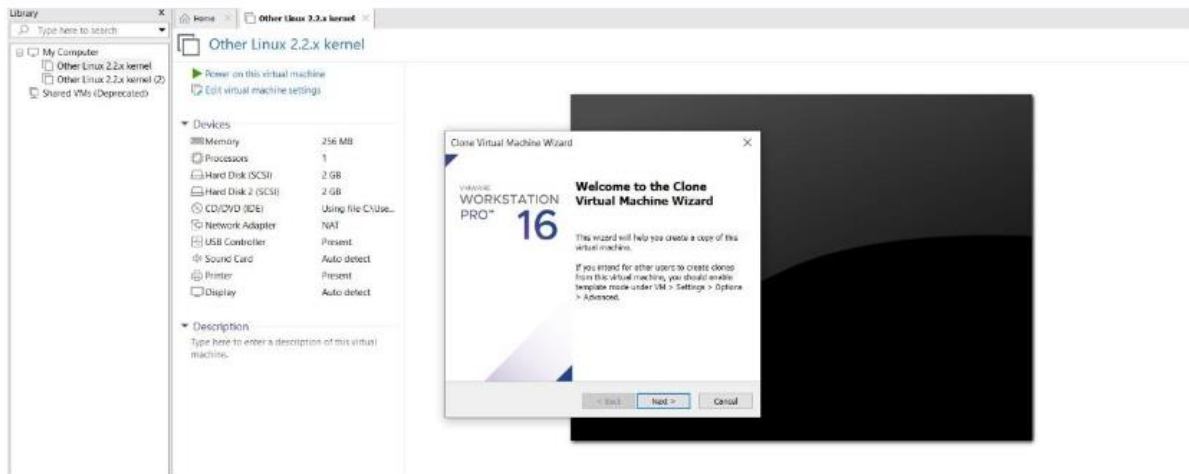 Library
Home
Other Linux 2.2.x kernel
Type here to search
My Computer
Other Linux 2.2.x kernel
Other Linux 2.2.x kernel (2)
Shared VMs (Deprecated)
Other Linux 2.2.x kernel
Power on this virtual machine
Edit virtual machine settings
Devices
Memory 256 MB
Processors 1
Hard Disk (SCSI) 2 GB
Hard Disk 2 (SCSI) 2 GB
CD/DVD (IDE) Using file C:\Use...
Network Adapter NAT
USB Controller Present
Sound Card Auto detect
Printer Present
Display Auto detect
Description
Type here to enter a description of this virtual
machine.
Clone Virtual Machine Wizard
VMWARE
WORKSTATION
PRO™ 16
Welcome to the Clone
Virtual Machine Wizard
This wizard will help you create a copy of this
virtual machine.
If you intend for other users to create clones
from this virtual machine, you should enable
template mode under VM > Settings > Options
> Advanced.
< Back
Next >
Cancel